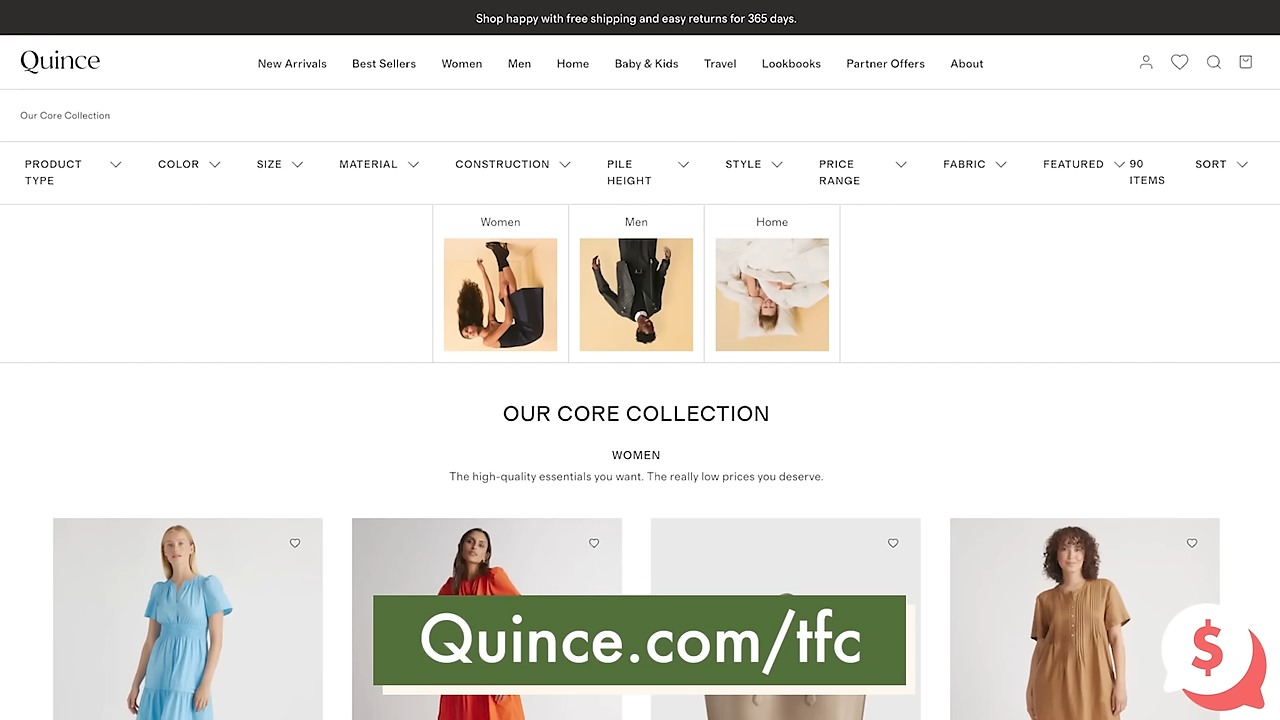 Shop happy with free shipping and easy returns for 365 days.
Quince
New Arrivals Best Sellers Women Men Home Baby & Kids Travel Lookbooks Partner Offers About
Our Core Collection
PRODUCT TYPE
COLOR
SIZE
MATERIAL
CONSTRUCTION
PILE HEIGHT
STYLE
PRICE RANGE
FABRIC
FEATURED
90 ITEMS
SORT
Women
Men
Home
OUR CORE COLLECTION
WOMEN
The high-quality essentials you want. The really low prices you deserve.
Quince.com/tfc
$